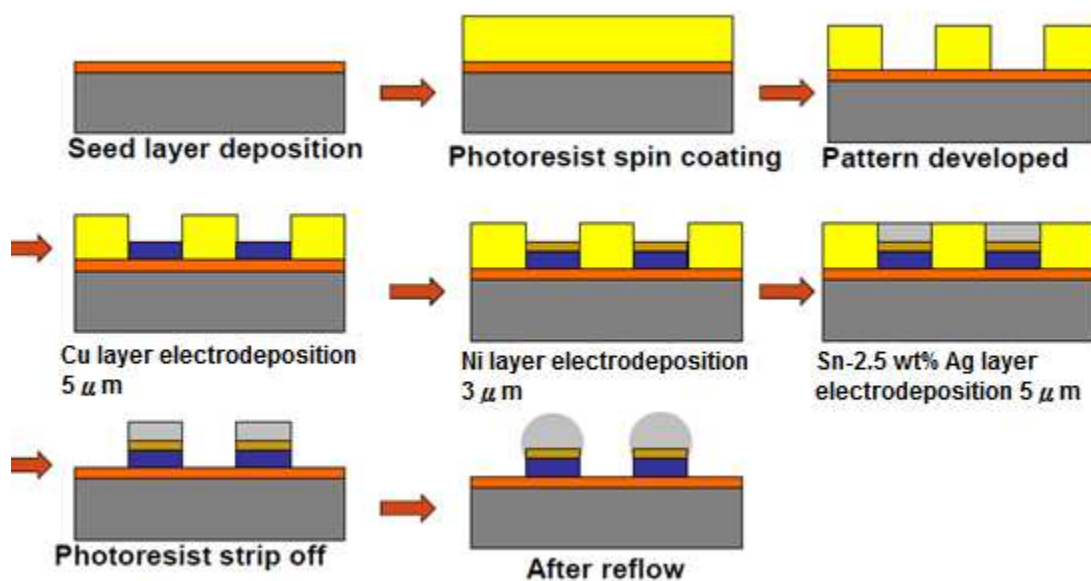 Seed layer deposition
Photoresist spin coating
Pattern developed
Cu layer electrodeposition
5 μm
Ni layer electrodeposition
3 μm
Sn-2.5 wt% Ag layer
electrodeposition 5 μm
Photoresist strip off
After reflow